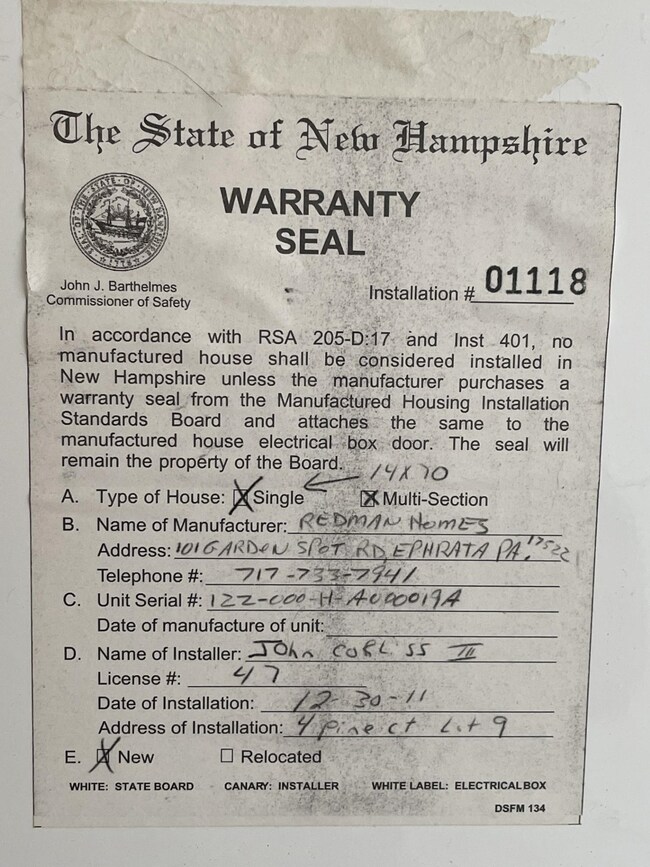 The State of New Hampshire
WARRANTY
SEAL
John J. Barthelmes
Commissioner of Safety
Installation # 01118
In accordance with RSA 205-D:17 and Inst 401, no
manufactured house shall be considered installed in
New Hampshire unless the manufacturer purchases a
warranty seal from the Manufactured Housing Installation
Standards Board and attaches the same to the
manufactured house electrical box door. The seal will
remain the property of the Board.
14X70
A. Type of House: ☒ Single ☒ Multi-Section
B. Name of Manufacturer: REDMAN HOMES
Address: 101 GARDEN SPOT RD, EPHRATA PA. 17522
Telephone #: 717-733-7941
C. Unit Serial #: 122-000-H-A000019A
Date of manufacture of unit:
D. Name of Installer: John CORLISS III
License #: 47
Date of Installation: 12-30-11
Address of Installation: 4 pine ct Lot 9
E. ☒ New ☐ Relocated
WHITE: STATE BOARD CANARY: INSTALLER WHITE LABEL: ELECTRICAL BOX
DSFM 134